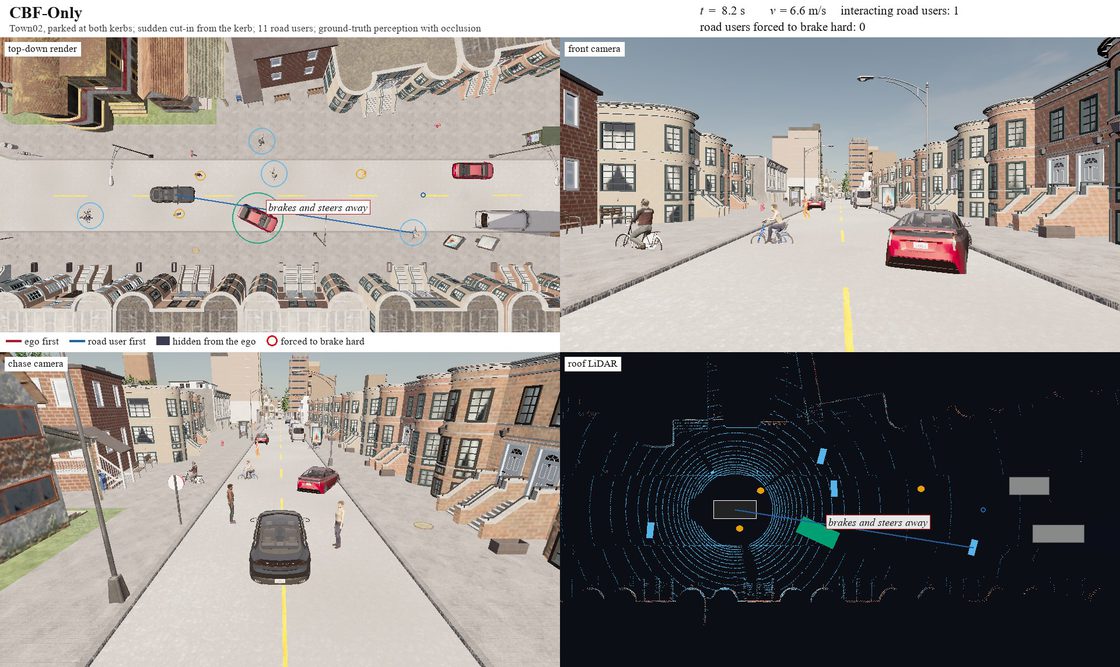 CBF-Only
Town02, parked at both kerbs; sudden cut-in from the kerb; 11 road users; ground-truth perception with occlusion
t = 8.2 s v = 6.6 m/s interacting road users: 1
road users forced to brake hard: 0
top-down render
brakes and steers away
ego first road user first hidden from the ego forced to brake hard
front camera
chase camera
roof LiDAR
brakes and steers away